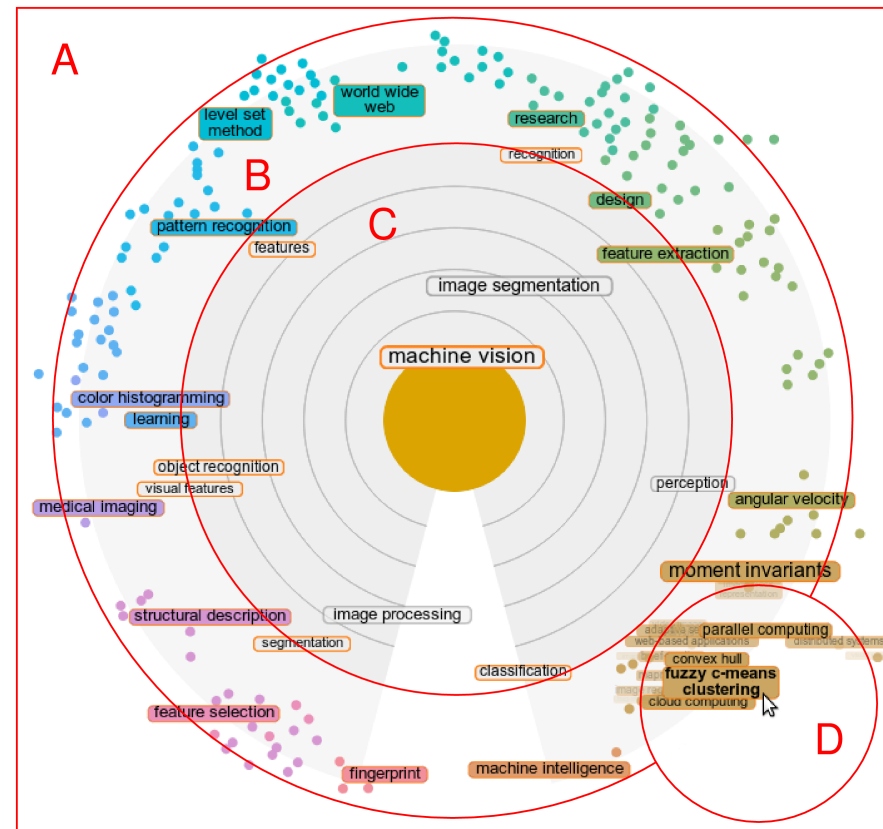 A
world wide
web
level set
method
research
recognition
B
C
design
pattern recognition
features
feature extraction
image segmentation
machine vision
color histogramming
learning
object recognition
visual features
perception
medical imaging
angular velocity
moment invariants
structural description
image processing
segmentation
parallel computing
web-based applications
distributed systems
convex hull
classification
fuzzy c-means
clustering
cloud computing
feature selection
D
fingerprint
machine intelligence